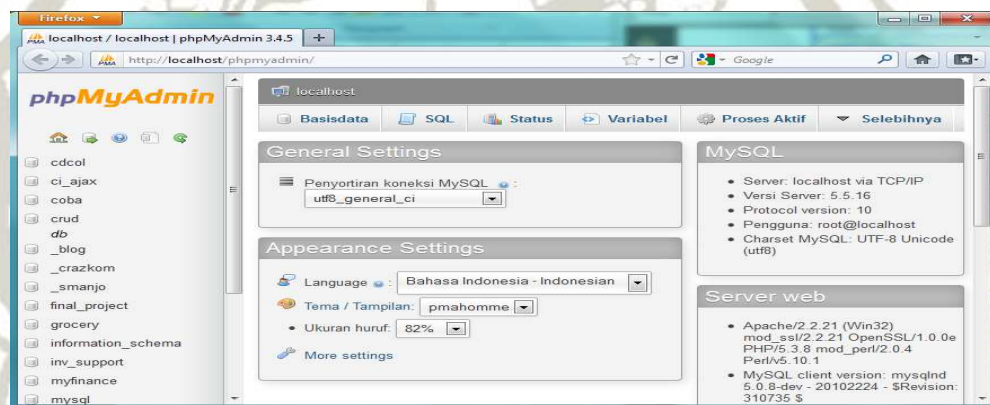 Firefox
localhost / localhost | phpMyAdmin 3.4.5
http://localhost/phpmyadmin/
Google
phpMyAdmin
cdcol
ci_ajax
coba
crud
db
_blog
_crazkom
_smanjo
final_project
grocery
information_schema
inv_support
myfinance
mysql
localhost
Basisdata
SQL
Status
Variabel
Proses Aktif
Selebihnya
General Settings
Penyortiran koneksi MySQL :
utf8_general_ci
Appearance Settings
Language : Bahasa Indonesia - Indonesian
Tema / Tampilan: pmahomme
Ukuran huruf: 82%
More settings
MySQL
Server: localhost via TCP/IP
Versi Server: 5.5.16
Protocol version: 10
Pengguna: root@localhost
Charset MySQL: UTF-8 Unicode
(utf8)
Server web
Apache/2.2.21 (Win32)
mod_ssl/2.2.21 OpenSSL/1.0.0e
PHP/5.3.8 mod_perl/2.0.4
Perl/v5.10.1
MySQL client version: mysqlnd
5.0.8-dev - 20102224 - $Revision:
310735 $